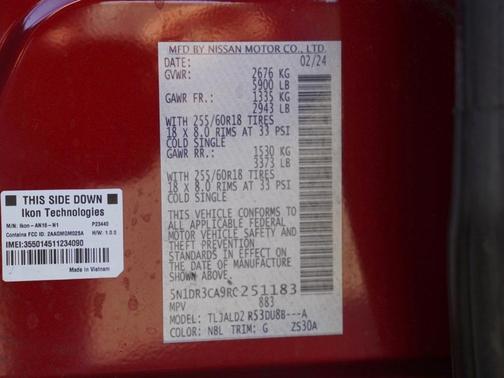 MFD BY NISSAN MOTOR CO., LTD.
DATE: 02/24
GVWR: 2676 KG
5900 LB
GAWR FR.: 1335 KG
2943 LB
WITH 255/60R18 TIRES
18 X 8.0 RIMS AT 33 PSI
COLD SINGLE
GAWR RR.: 1530 KG
3373 LB
WITH 255/60R18 TIRES
18 X 8.0 RIMS AT 33 PSI
COLD SINGLE
THIS VEHICLE CONFORMS TO
ALL APPLICABLE FEDERAL
MOTOR VEHICLE SAFETY
AND THEFT PREVENTION
STANDARDS IN EFFECT ON
THE DATE OF MANUFACTURE
SHOWN ABOVE.
5N1DR3CA9RC251183
MPV 883
MODEL: TLJALDZ R53DU8B---A
COLOR: NBL TRIM: G ZS30A
THIS SIDE DOWN
Ikon Technologies
M/N: Ikon-AN18-N1 P23440
Contains FCC ID: 2AAGMGM02SA H/W: 1.0.0
IMEI:355014511234090
Made in Vietnam